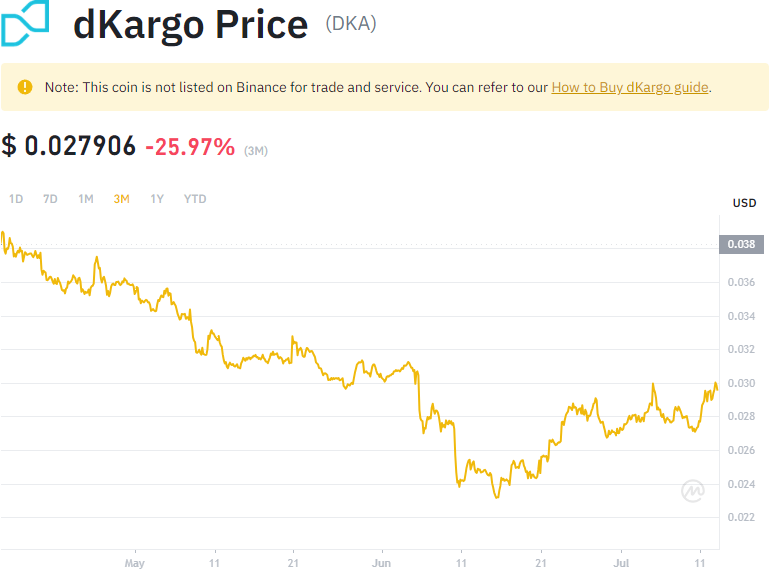 dKargo Price (DKA)
Note: This coin is not listed on Binance for trade and service. You can refer to our How to Buy dKargo guide.
$ 0.027906 -25.97% (3M)
1D 7D 1M 3M 1Y YTD
USD
0.038
0.036
0.034
0.032
0.030
0.028
0.026
0.024
0.022
May 11 21 Jun 11 21 Jul 11